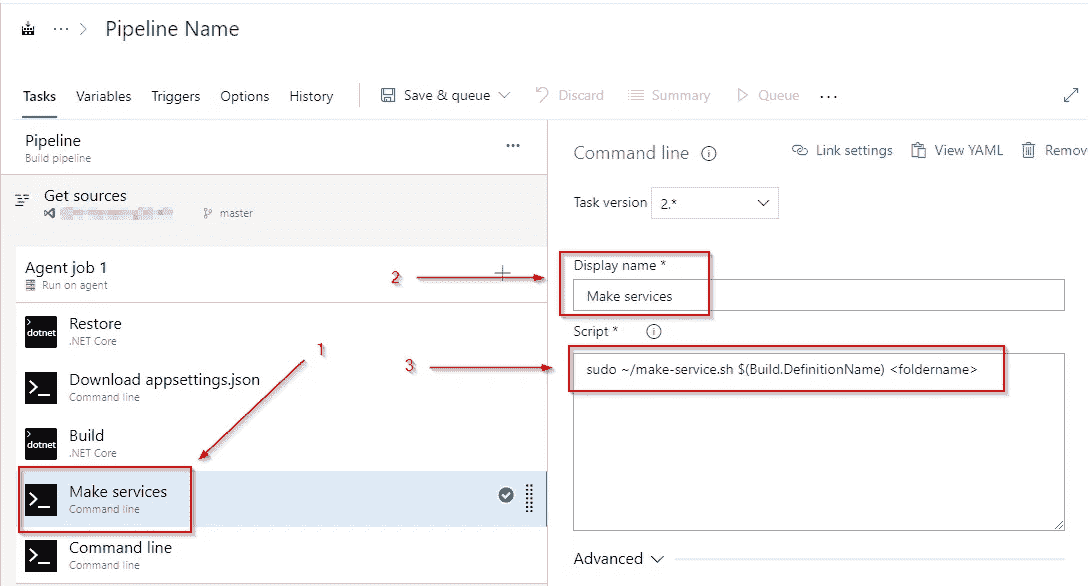 ... > Pipeline Name
Tasks Variables Triggers Options History Save & queue Discard Summary Queue ...
Pipeline
Build pipeline
...
Get sources
master
Agent job 1
Run on agent
dotnet
Restore
.NET Core
Download appsettings.json
Command line
dotnet
Build
.NET Core
1
Make services
Command line
Command line
Command line
Command line
Link settings View YAML Remov
Task version 2.*
2
Display name *
Make services
Script *
3
sudo ~/make-service.sh $(Build.DefinitionName) <foldername>
Advanced